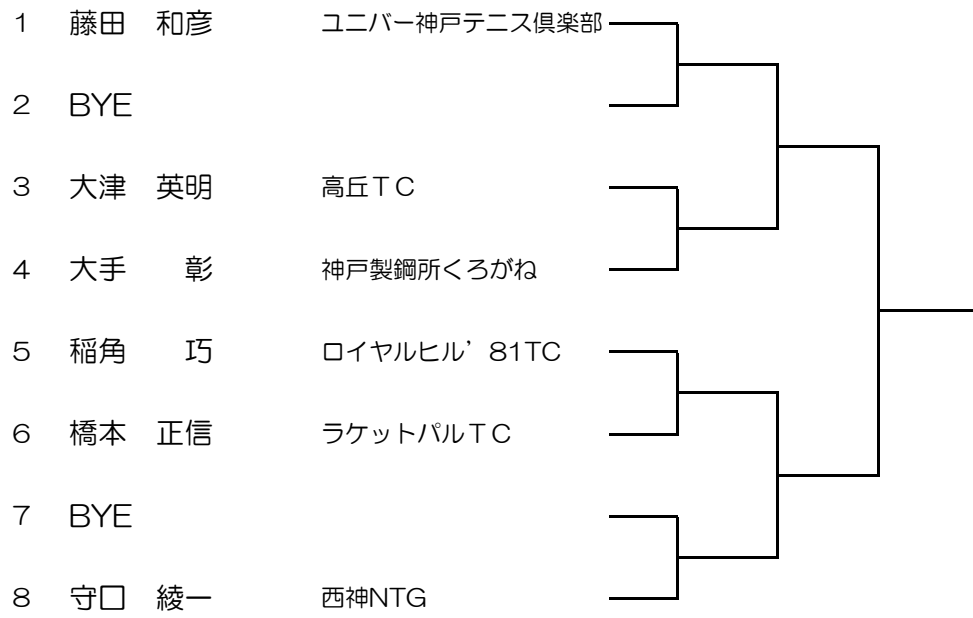 1 藤田 和彦 ユニバー神戸テニス倶楽部
2 BYE
3 大津 英明 高丘ＴＣ
4 大手 彰 神戸製鋼所くろがね
5 稲角 巧 ロイヤルヒル’81TC
6 橋本 正信 ラケットパルＴＣ
7 BYE
8 守口 綾一 西神NTG